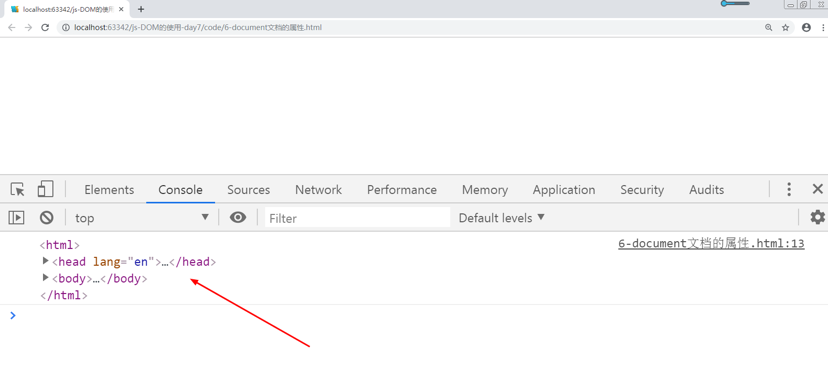 localhost:63342/js-DOM的使用
localhost:63342/js-DOM的使用-day7/code/6-document文档的属性.html
Elements Console Sources Network Performance Memory Application Security Audits
top Filter Default levels
<html> 6-document文档的属性.html:13
<head lang="en">…</head>
<body>…</body>
</html>